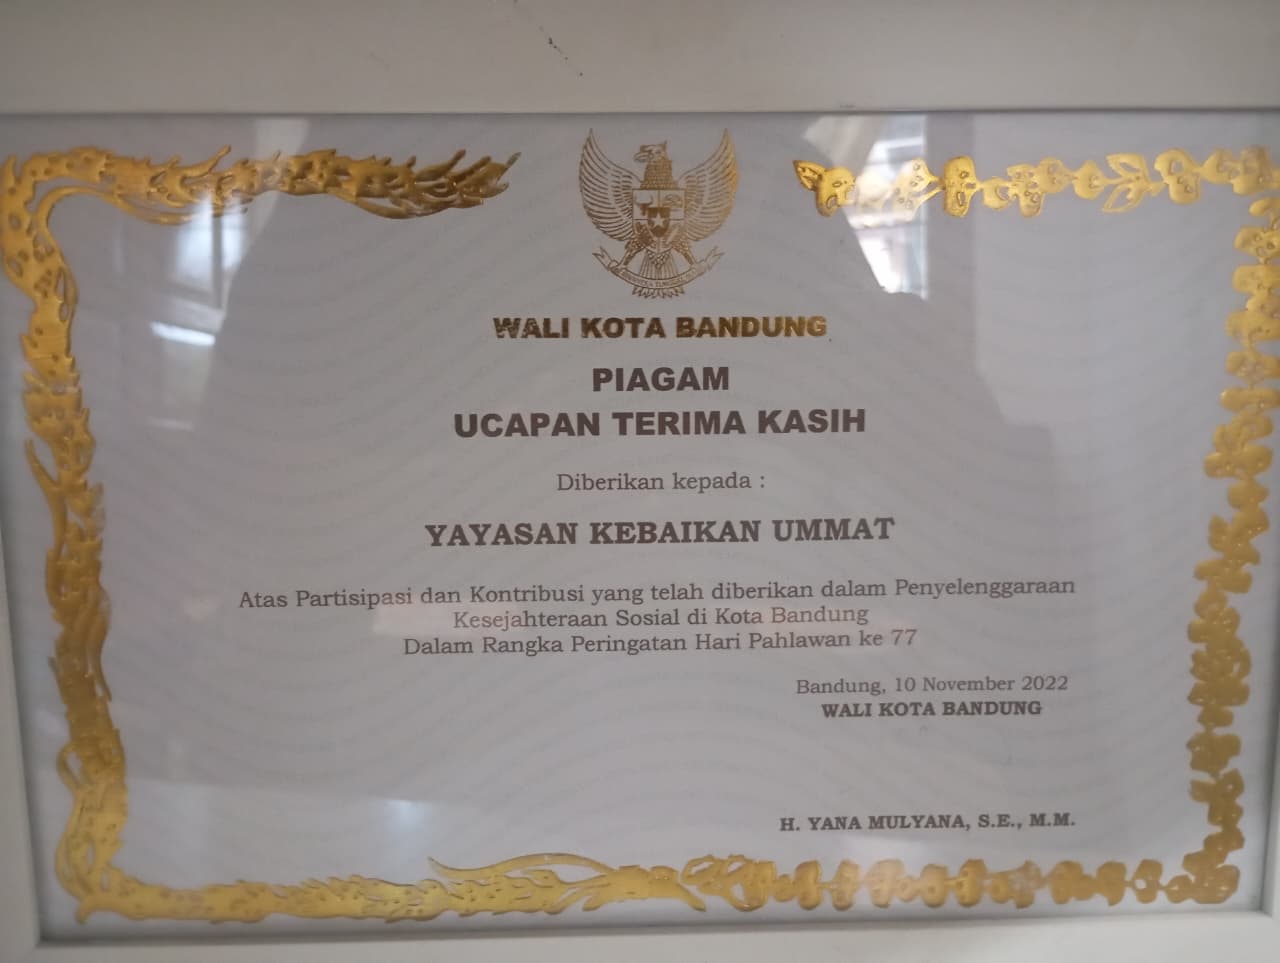 WALI KOTA BANDUNG
PIAGAM
UCAPAN TERIMA KASIH
Diberikan kepada :
YAYASAN KEBAIKAN UMMAT
Atas Partisipasi dan Kontribusi yang telah diberikan dalam Penyelenggaraan
Kesejahteraan Sosial di Kota Bandung
Dalam Rangka Peringatan Hari Pahlawan ke 77
Bandung, 10 November 2022
WALI KOTA BANDUNG
H. YANA MULYANA, S.E., M.M.